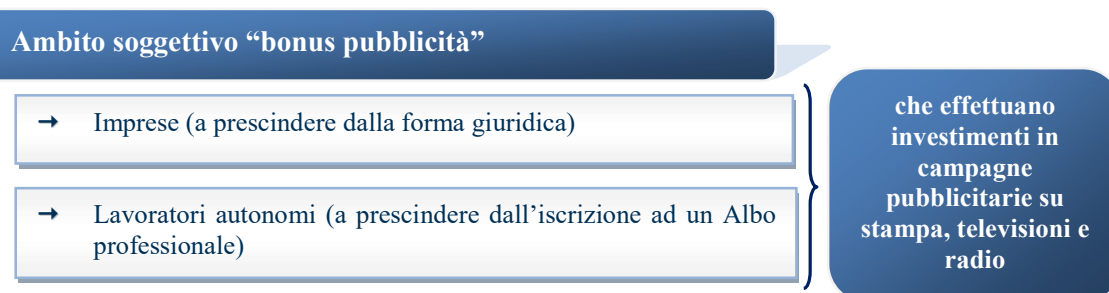 Ambito soggettivo “bonus pubblicità”
→ Imprese (a prescindere dalla forma giuridica)
→ Lavoratori autonomi (a prescindere dall’iscrizione ad un Albo
professionale)
che effettuano
investimenti in
campagne
pubblicitarie su
stampa, televisioni e
radio